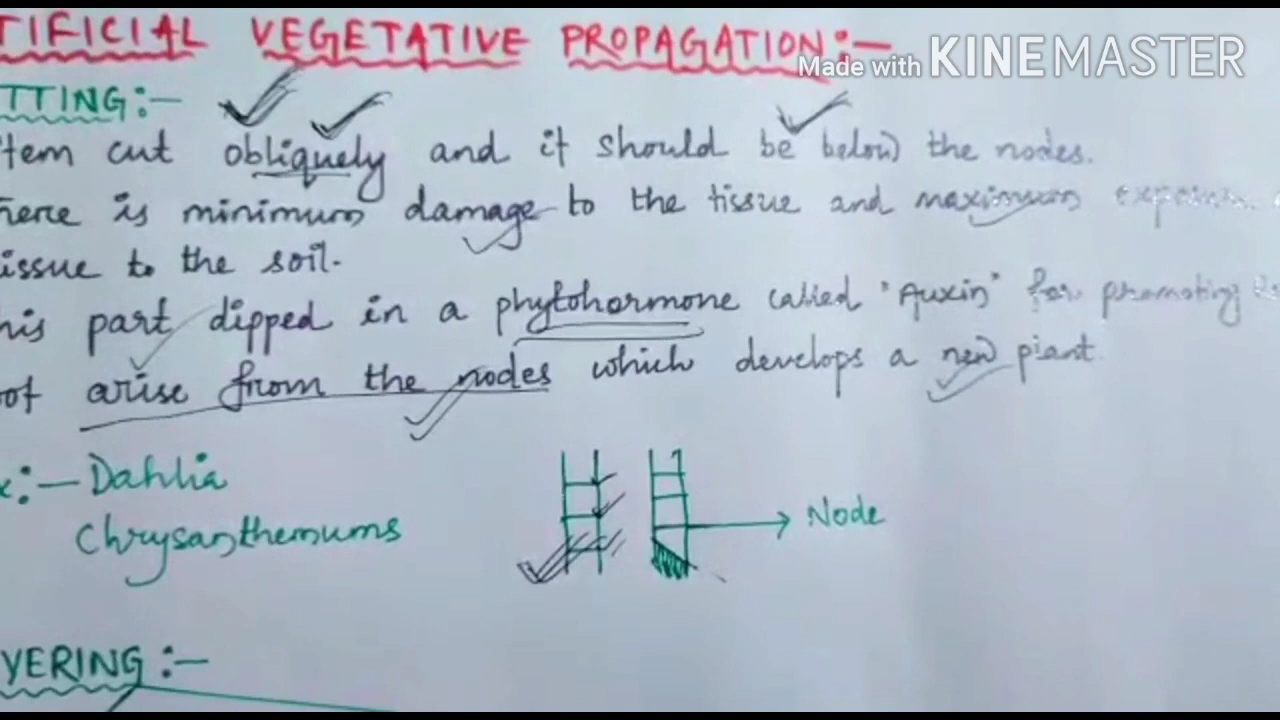 TIFICIAL VEGETATIVE PROPAGATION:-
Made with KINEMASTER
TTING:-
tem cut obliquely and it should be below the nodes.
here is minimum damage to the tissue and maximum
issue to the soil.
his part dipped in a phytohormone called "Auxin" for promoting
oot arise from the nodes which develops a new plant.
x:- Dahlia
Chrysanthemums
Node
YERING:-